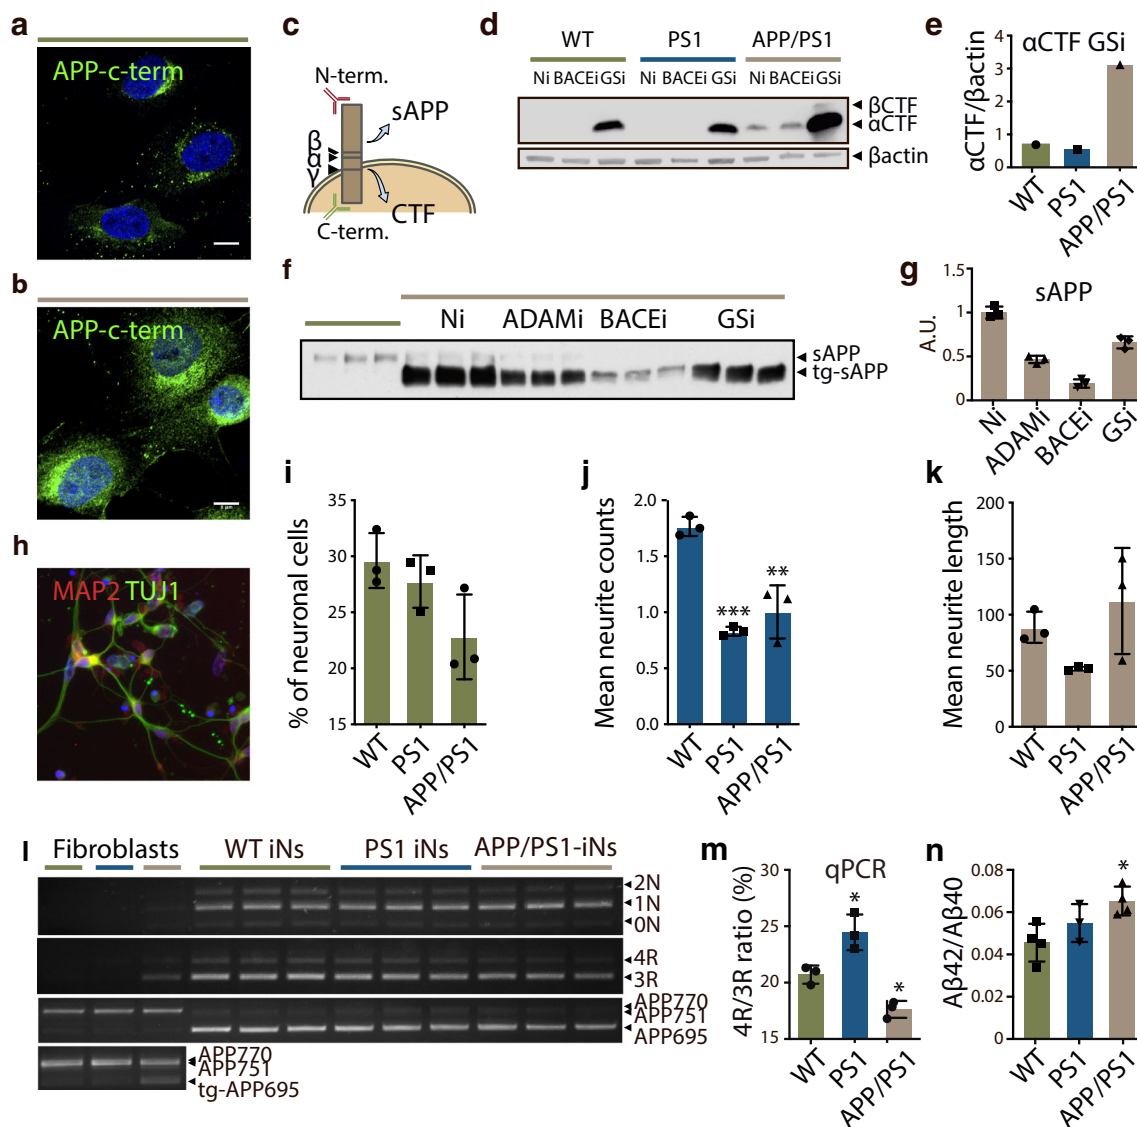 a
APP-c-term
b
APP-c-term
5 µm
c
N-term.
sAPP
β
α
γ
CTF
C-term.
d
WT PS1 APP/PS1
Ni BACEi GSi Ni BACEi GSi Ni BACEi GSi
βCTF
αCTF
βactin
e
αCTF GSi
αCTF/βactin
4
3
2
1
0
WT PS1 APP/PS1
f
Ni ADAMi BACEi GSi
sAPP
tg-sAPP
g
sAPP
A.U.
1.5
1
0.5
0
Ni ADAMi BACEi GSi
h
MAP2 TUJ1
i
% of neuronal cells
35
30
25
20
15
WT PS1 APP/PS1
j
Mean neurite counts
2.0
1.5
1.0
0.5
0.0
*** **
WT PS1 APP/PS1
k
Mean neurite length
200
150
100
50
0
WT PS1 APP/PS1
l
Fibroblasts WT iNs PS1 iNs APP/PS1-iNs
2N
1N
0N
4R
3R
APP770
APP751
APP695
APP770
APP751
tg-APP695
m
qPCR
4R/3R ratio (%)
30
25
20
15
* *
WT PS1 APP/PS1
n
Aβ42/Aβ40
0.08
0.06
0.04
0.02
0
*
WT PS1 APP/PS1